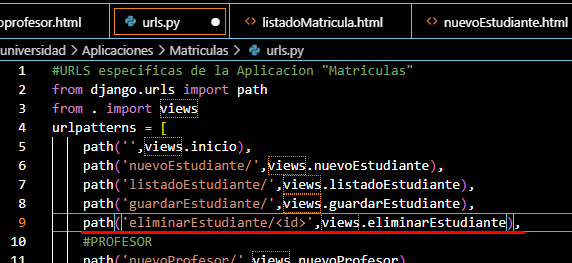 oprofesor.html
urls.py
listadoMatricula.html
nuevoEstudiante.html
universidad > Aplicaciones > Matriculas > urls.py
1 #URLS especificas de la Aplicacion "Matriculas"
2 from django.urls import path
3 from . import views
4 urlpatterns = [
5 path('',views.inicio),
6 path('nuevoEstudiante/',views.nuevoEstudiante),
7 path('listadoEstudiante/',views.listadoEstudiante),
8 path('guardarEstudiante/',views.guardarEstudiante),
9 path('eliminarEstudiante/<id>',views.eliminarEstudiante),
10 #PROFESOR
11 path('nuevoProfesor/',views.nuevoProfesor)